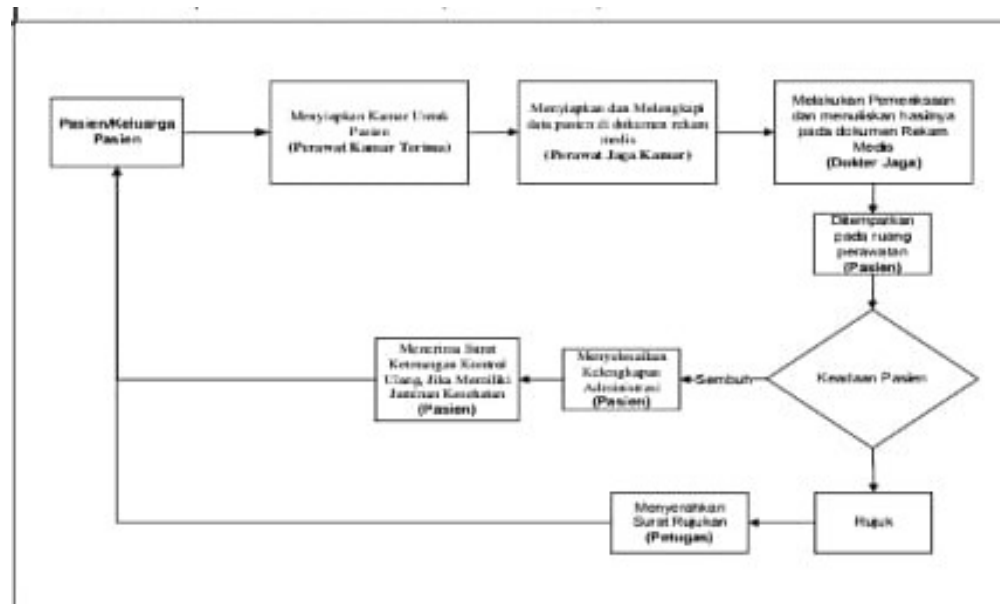 Pasien/Keluarga
Pasien
Menyiapkan Kamar Untuk
Pasien
(Perawat Kamar Terima)
Menyiapkan dan Melengkapi
data pasien di dokumen rekam
medis
(Perawat Jaga Kamar)
Melakukan Pemeriksaan
dan menuliskan hasilnya
pada dokumen Rekam
Medis
(Dokter Jaga)
Ditempatkan
pada ruang
perawatan
(Pasien)
Keadaan Pasien
Sembuh
Menyelesaikan
Kelengkapan
Administrasi
(Pasien)
Menerima Surat
Keterangan Kontrol
Ulang, Jika Memiliki
Jaminan Kesehatan
(Pasien)
Rujuk
Menyerahkan
Surat Rujukan
(Petugas)